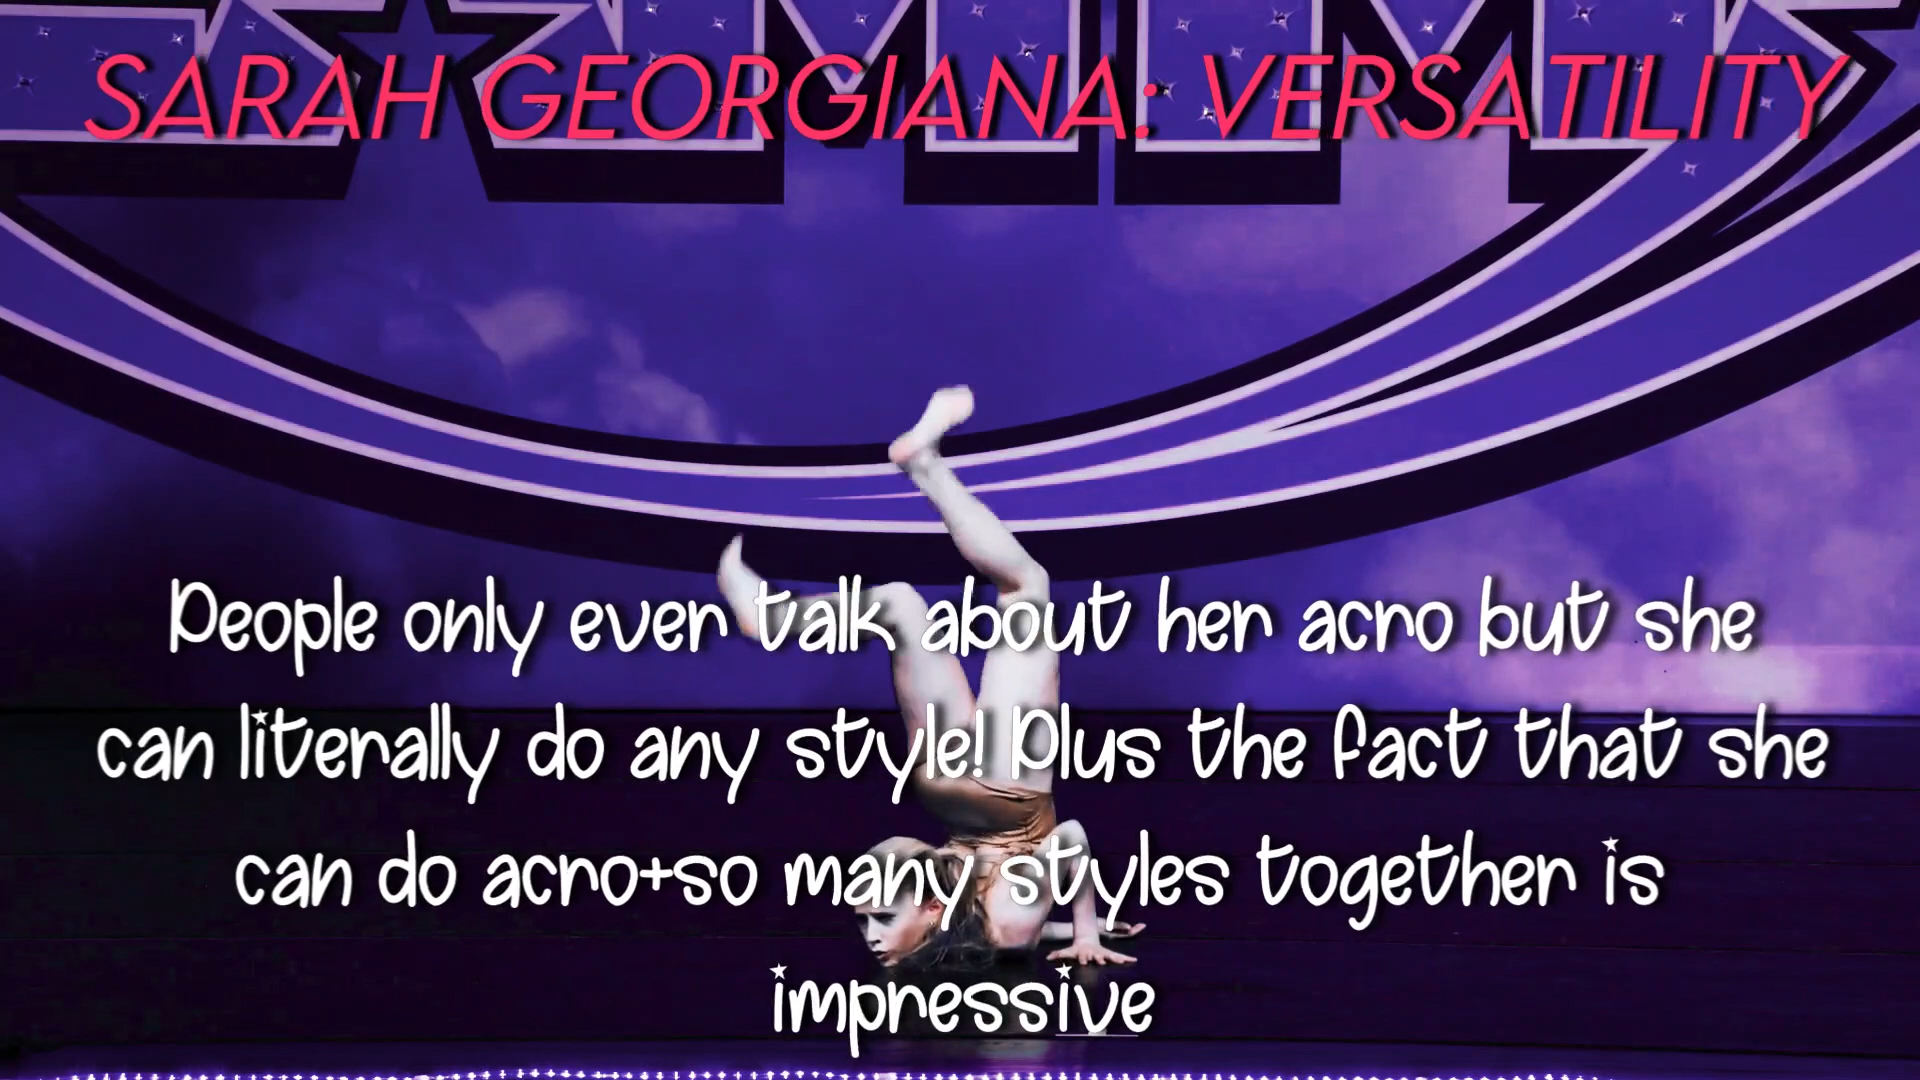 SARAH GEORGIANA: VERSATILITY
People only ever talk about her acro but she
can literally do any style! Plus the fact that she
can do acro+so many styles together is
impressive